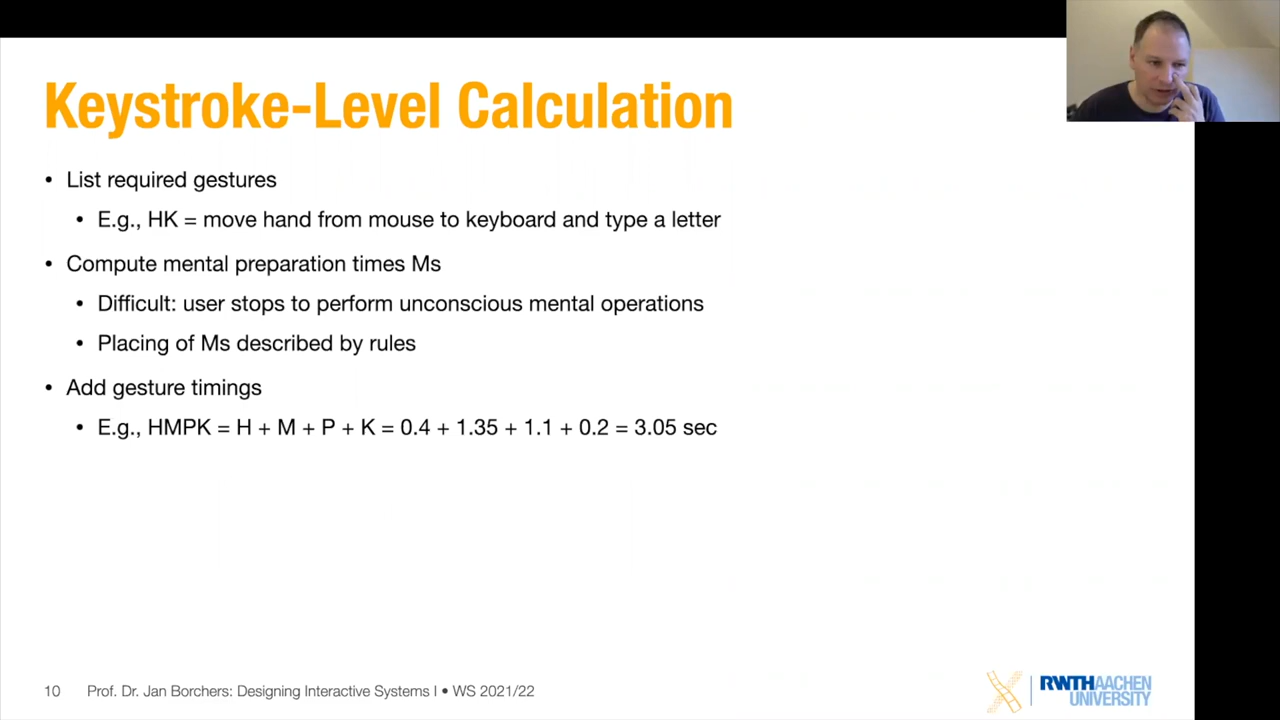 Keystroke-Level Calculation
• List required gestures
• E.g., HK = move hand from mouse to keyboard and type a letter
• Compute mental preparation times Ms
• Difficult: user stops to perform unconscious mental operations
• Placing of Ms described by rules
• Add gesture timings
• E.g., HMPK = H + M + P + K = 0.4 + 1.35 + 1.1 + 0.2 = 3.05 sec
10 Prof. Dr. Jan Borchers: Designing Interactive Systems I • WS 2021/22
RWTHAACHEN
UNIVERSITY